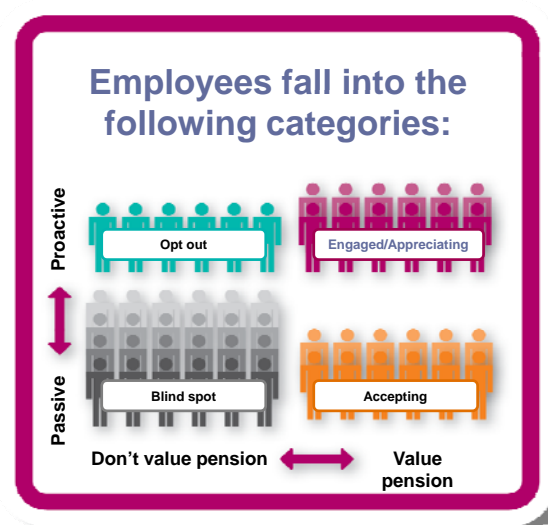 Employees fall into the
following categories:
Proactive
Opt out
Engaged/Appreciating
Passive
Blind spot
Accepting
Don't value pension
Value
pension